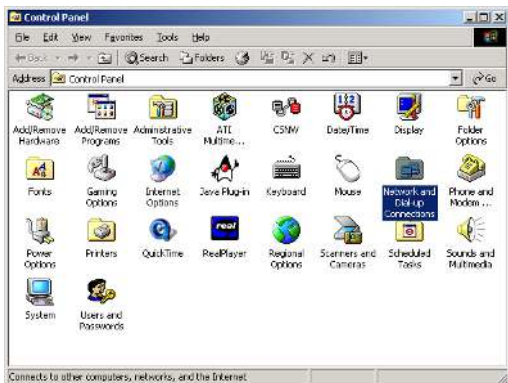 Control Panel
File Edit View Favorites Tools Help
Back Search Folders
Address Control Panel Go
Add/Remove Hardware
Add/Remove Programs
Administrative Tools
ATI Multime...
CSNW
Date/Time
Display
Folder Options
Fonts
Gaming Options
Internet Options
Java Plug-in
Keyboard
Mouse
Network and Dial-up Connections
Phone and Modem ...
Power Options
Printers
QuickTime
real
RealPlayer
Regional Options
Scanners and Cameras
Scheduled Tasks
Sounds and Multimedia
System
Users and Passwords
Connects to other computers, networks, and the Internet